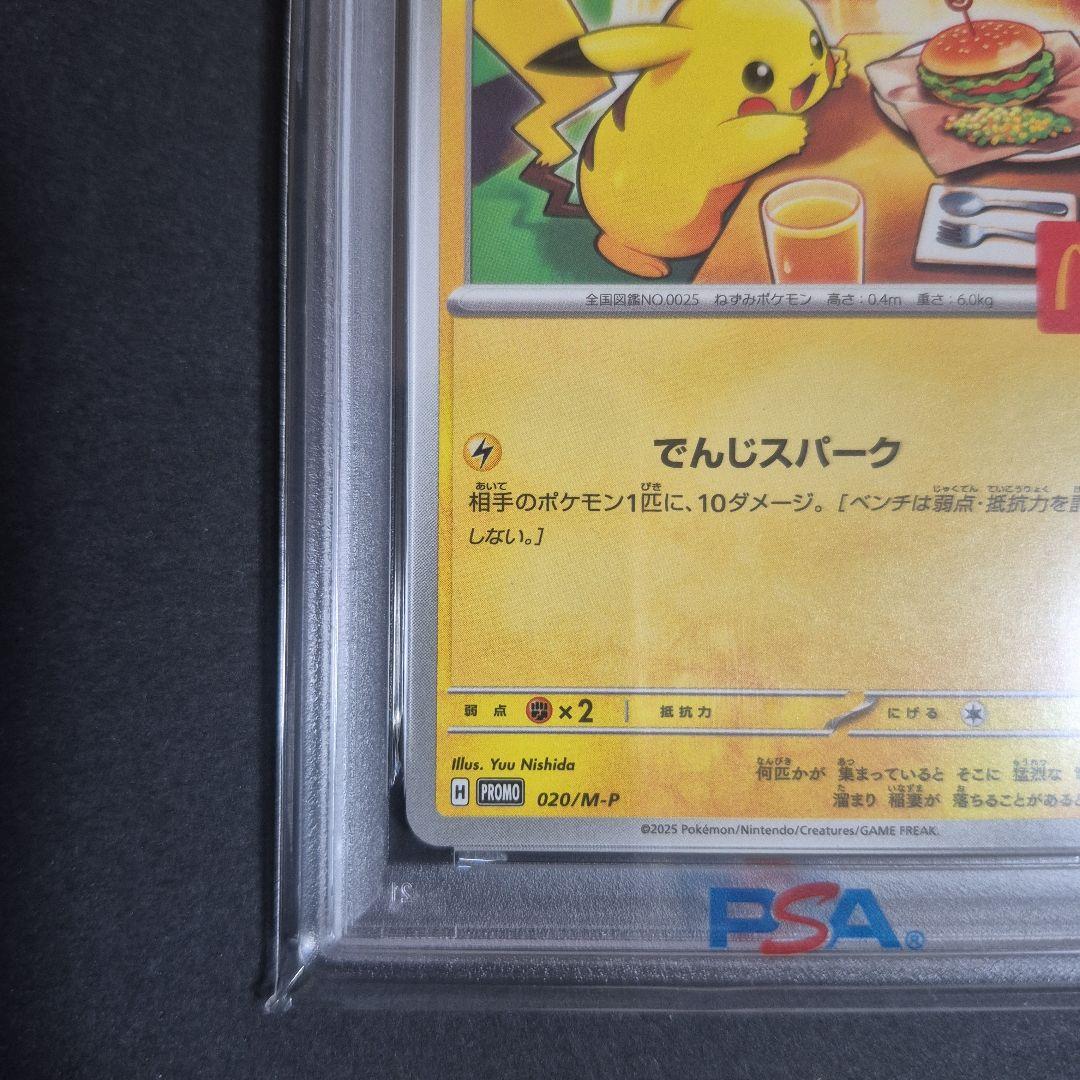 全国図鑑NO.0025 ねずみポケモン 高さ:0.4m 重さ:6.0kg
でんじスパーク
相手のポケモン1匹に、10ダメージ。[ベンチは弱点・抵抗力を計
しない。]
弱点 ×2 抵抗力 にげる
Illus. Yuu Nishida
何匹かが 集まっていると そこに 猛烈な
H PROMO 020/M-P
溜まり 稲妻が 落ちることがあると
©2025 Pokémon/Nintendo/Creatures/GAME FREAK.
PSA®